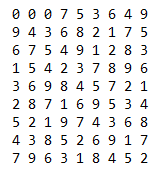 0 0 0 7 5 3 6 4 9
9 4 3 6 8 2 1 7 5
6 7 5 4 9 1 2 8 3
1 5 4 2 3 7 8 9 6
3 6 9 8 4 5 7 2 1
2 8 7 1 6 9 5 3 4
5 2 1 9 7 4 3 6 8
4 3 8 5 2 6 9 1 7
7 9 6 3 1 8 4 5 2